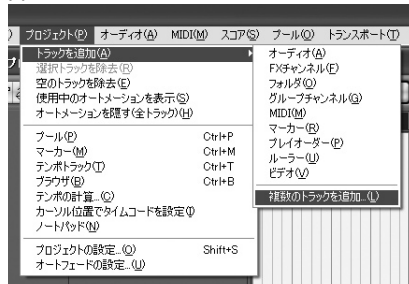 プロジェクト(P) オーディオ(A) MIDI(M) スコア(S) プール(O) トランスポート(T)
トラックを追加(A)
選択トラックを除去(R)
空のトラックを除去(E)
使用中のオートメーションを表示(S)
オートメーションを隠す(全トラック)(H)
プール(P) Ctrl+P
マーカー(M) Ctrl+M
テンポトラック(T) Ctrl+T
ブラウザ(B) Ctrl+B
テンポの計算...(C)
カーソル位置でタイムコードを設定(I)
ノートパッド(N)
プロジェクトの設定...(O) Shift+S
オートフェードの設定...(U)
オーディオ(A)
FXチャンネル(F)
フォルダ(O)
グループチャンネル(G)
MIDI(M)
マーカー(R)
プレイオーダー(P)
ルーラー(U)
ビデオ(V)
複数のトラックを追加...(L)